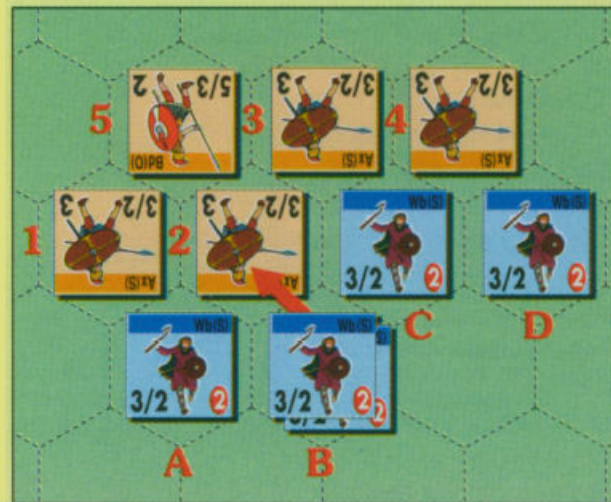 5 2 5/3 Bd(O) 3 3 3/2 Ax(S) 4 3 3/2 Ax(S)
1 3 3/2 Ax(S) 2 3 3/2 Ax Wb(S) 3/2 2 Wb(S) 3/2 2
C D
Wb(S) 3/2 2 Wb(S) 3/2 2
A B